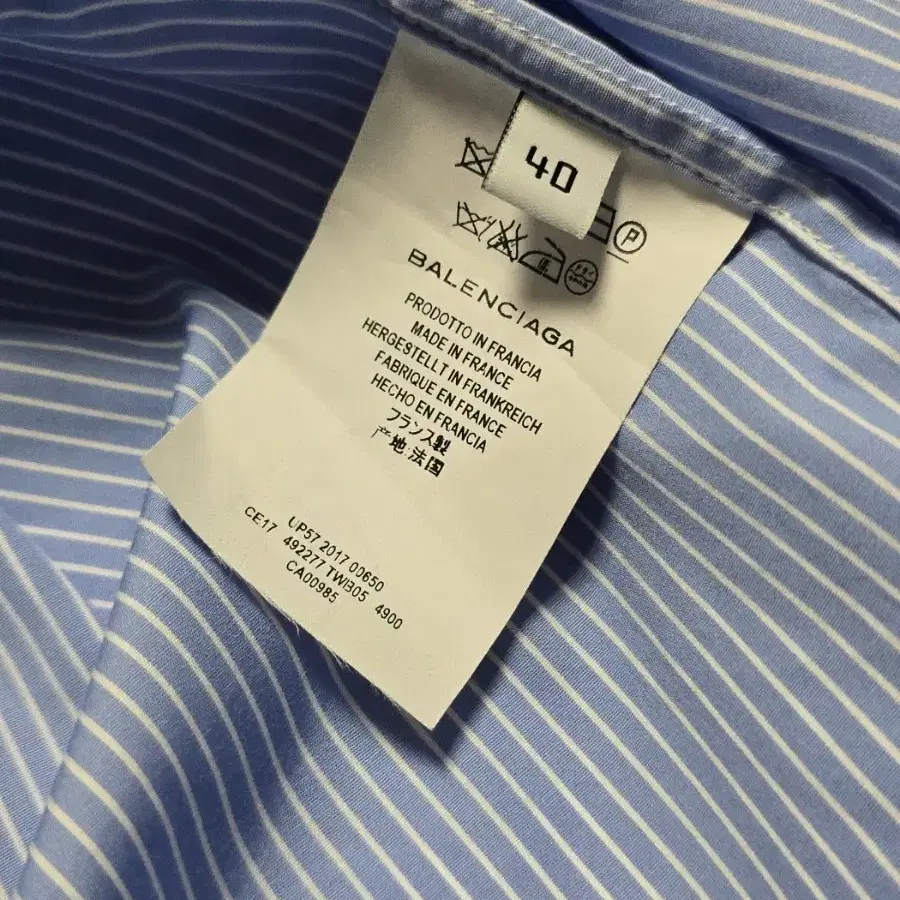 40
P
BALENCIAGA
PRODOTTO IN FRANCIA
MADE IN FRANCE
HERGESTELLT IN FRANKREICH
FABRIQUE EN FRANCE
HECHO EN FRANCIA
フランス製
产地:法国
UP57 2017 00650
CE17 492277 TWB05 4900
CA00985